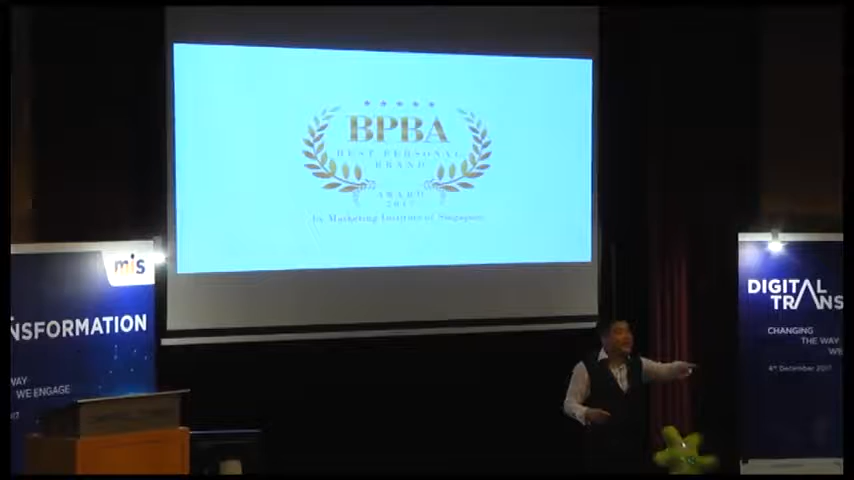 BPBA
BEST PERSONAL
BRAND
AWARD
2017
by Marketing Institute of Singapore
mis
NSFORMATION
WAY
WE ENGAGE
017
DIGITAL
TRANS
CHANGING
THE WAY
WE
4th December 2017